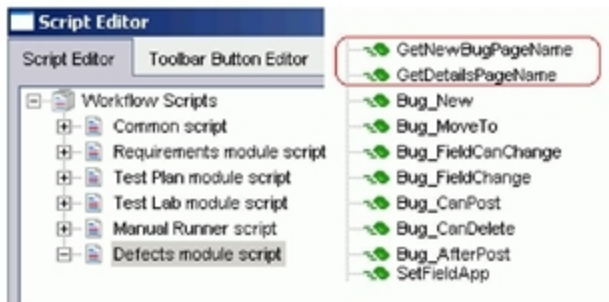 Script Editor
Script Editor
Toolbar Button Editor
Workflow Scripts
Common script
Requirements module script
Test Plan module script
Test Lab module script
Manual Runner script
Defects module script
GetNewBugPageName
GetDetailsPageName
Bug_New
Bug_MoveTo
Bug_FieldCanChange
Bug_FieldChange
Bug_CanPost
Bug_CanDelete
Bug_AfterPost
SetFieldApp